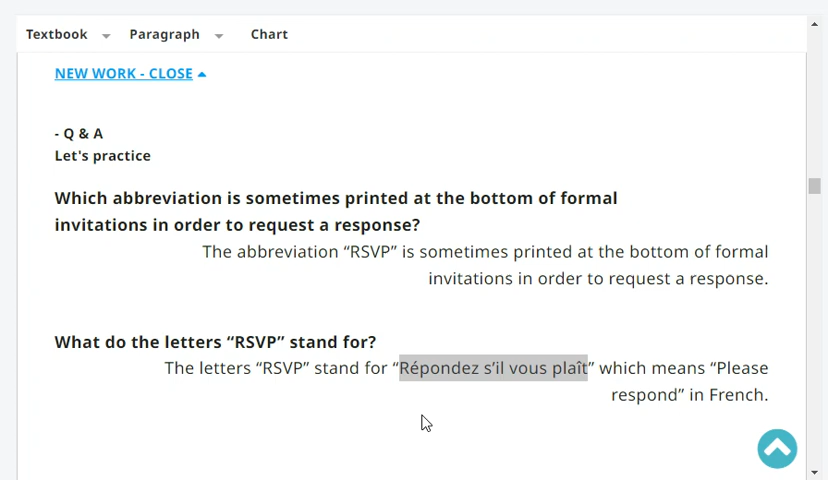 Textbook Paragraph Chart
NEW WORK - CLOSE
- Q & A
Let's practice
Which abbreviation is sometimes printed at the bottom of formal
invitations in order to request a response?
The abbreviation “RSVP” is sometimes printed at the bottom of formal
invitations in order to request a response.
What do the letters “RSVP” stand for?
The letters “RSVP” stand for “Répondez s’il vous plaît” which means “Please
respond” in French.